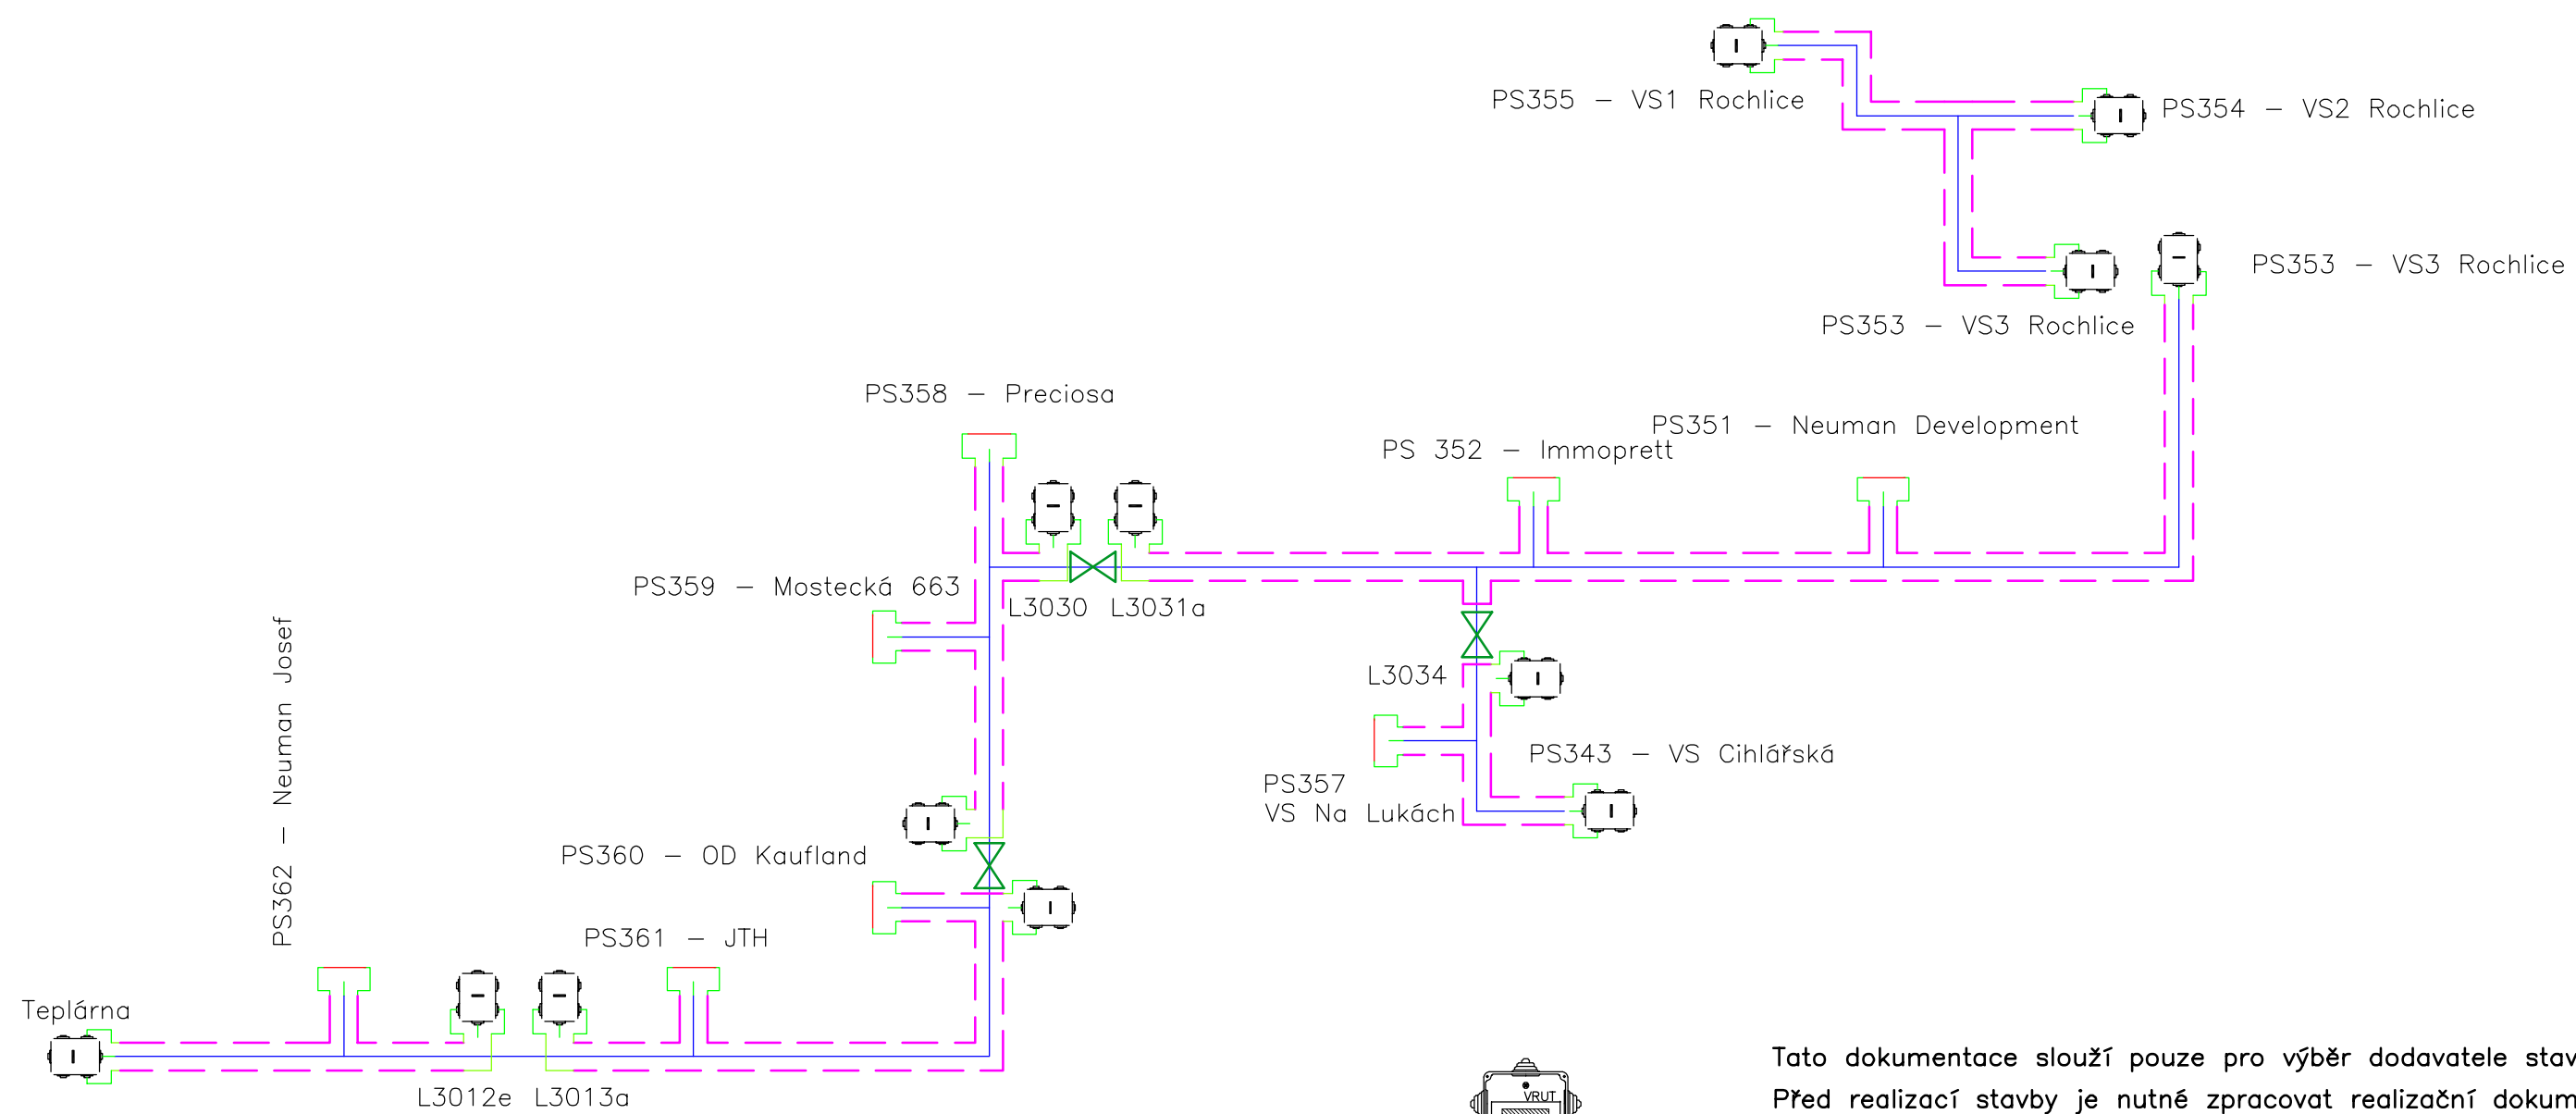 PS355 - VS1 Rochlice
PS354 - VS2 Rochlice
PS353 - VS3 Rochlice
PS353 - VS3 Rochlice
PS358 - Preciosa
PS351 - Neuman Development
PS 352 - Immoprett
PS359 - Mostecká 663
L3030
L3031a
PS362 - Neuman Josef
L3034
PS343 - VS Cihlářská
PS357
VS Na Lukách
PS360 - OD Kaufland
PS361 - JTH
Teplárna
L3012e
L3013a
VRUT
Tato dokumentace slouží pouze pro výběr dodavatele
Před realizací stavby je nutné zpracovat realizační